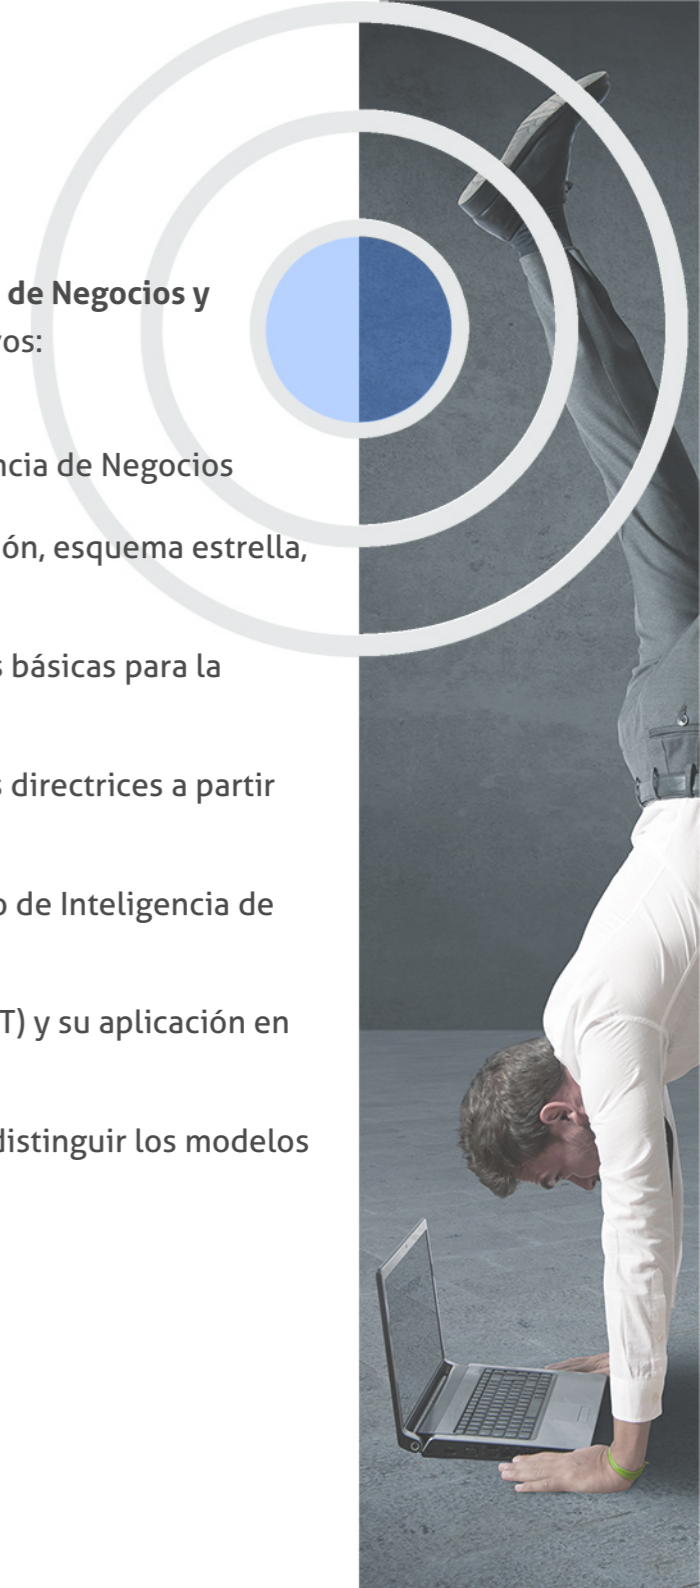 de Negocios y
vos:
ncia de Negocios
ón, esquema estrella,
s básicas para la
s directrices a partir
o de Inteligencia de
T) y su aplicación en
distinguir los modelos